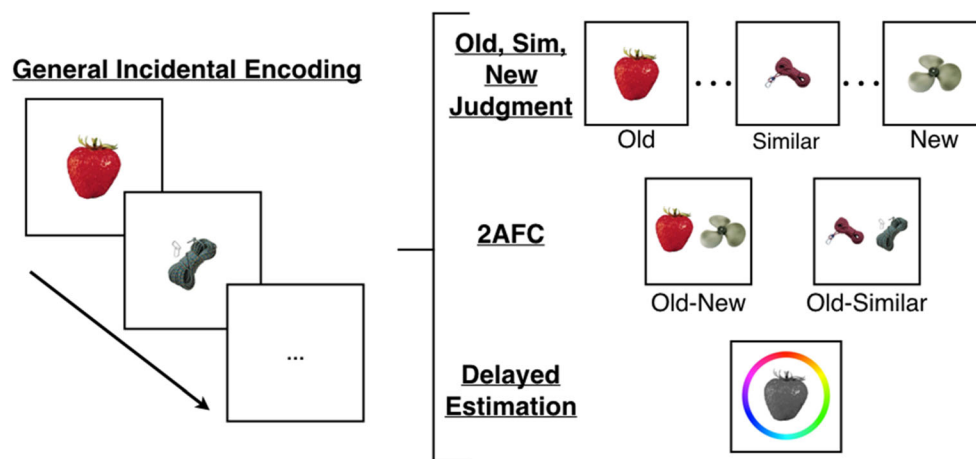 General Incidental Encoding
...
Old, Sim,
New
Judgment
... ...
Old Similar New
2AFC
Old-New Old-Similar
Delayed
Estimation